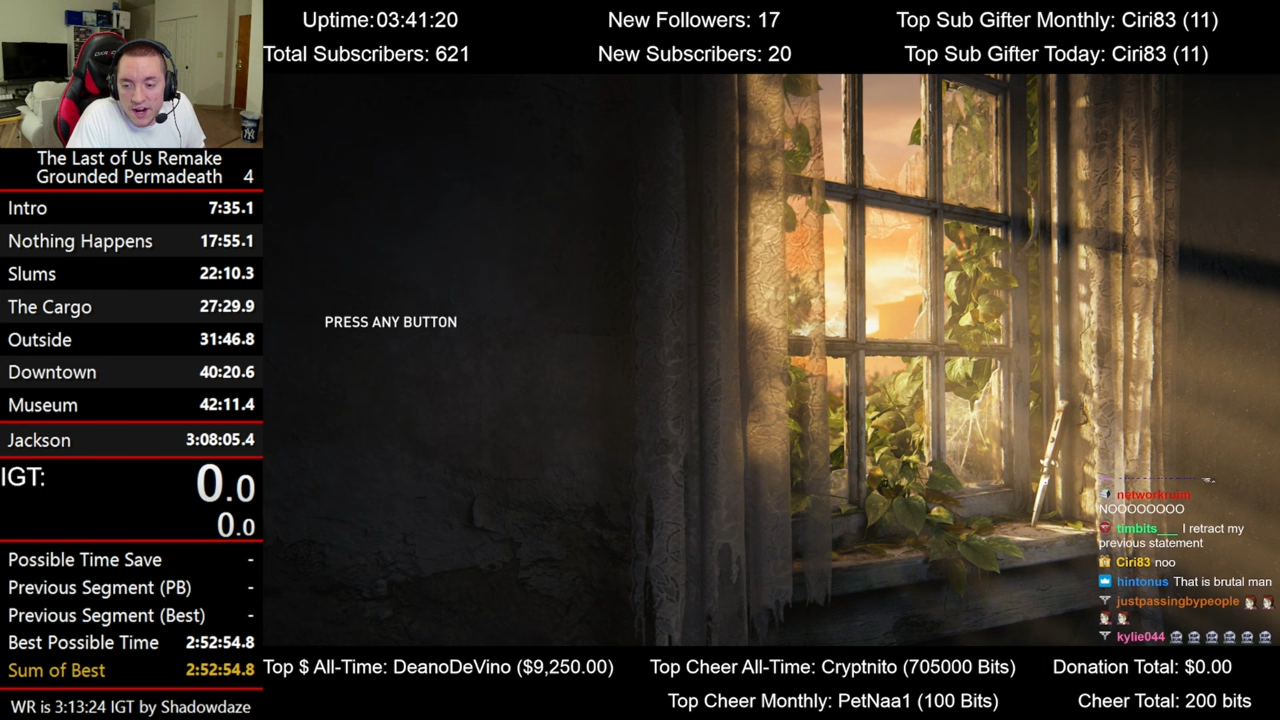 Uptime: 03:41:20
New Followers: 17
Top Sub Gifter Monthly: Ciri83 (11)
Total Subscribers: 621
New Subscribers: 20
Top Sub Gifter Today: Ciri83 (11)
The Last of Us Remake
Grounded Permadeath 4
Intro 7:35.1
Nothing Happens 17:55.1
Slums 22:10.3
The Cargo 27:29.9
Outside 31:46.8
Downtown 40:20.6
Museum 42:11.4
Jackson 3:08:05.4
IGT: 0.0
0.0
Possible Time Save -
Previous Segment (PB) -
Previous Segment (Best) -
Best Possible Time 2:52:54.8
Sum of Best 2:52:54.8
WR is 3:13:24 IGT by Shadowdaze
PRESS ANY BUTTON
NOOOOOOOO
timbits___ I retract my
previous statement
Ciri83 noo
hintonus That is brutal man
justpassingbypeople
kylie044
Top $ All-Time: DeanoDeVino ($9,250.00)
Top Cheer All-Time: Cryptnito (705000 Bits)
Donation Total: $0.00
Top Cheer Monthly: PetNaa1 (100 Bits)
Cheer Total: 200 bits